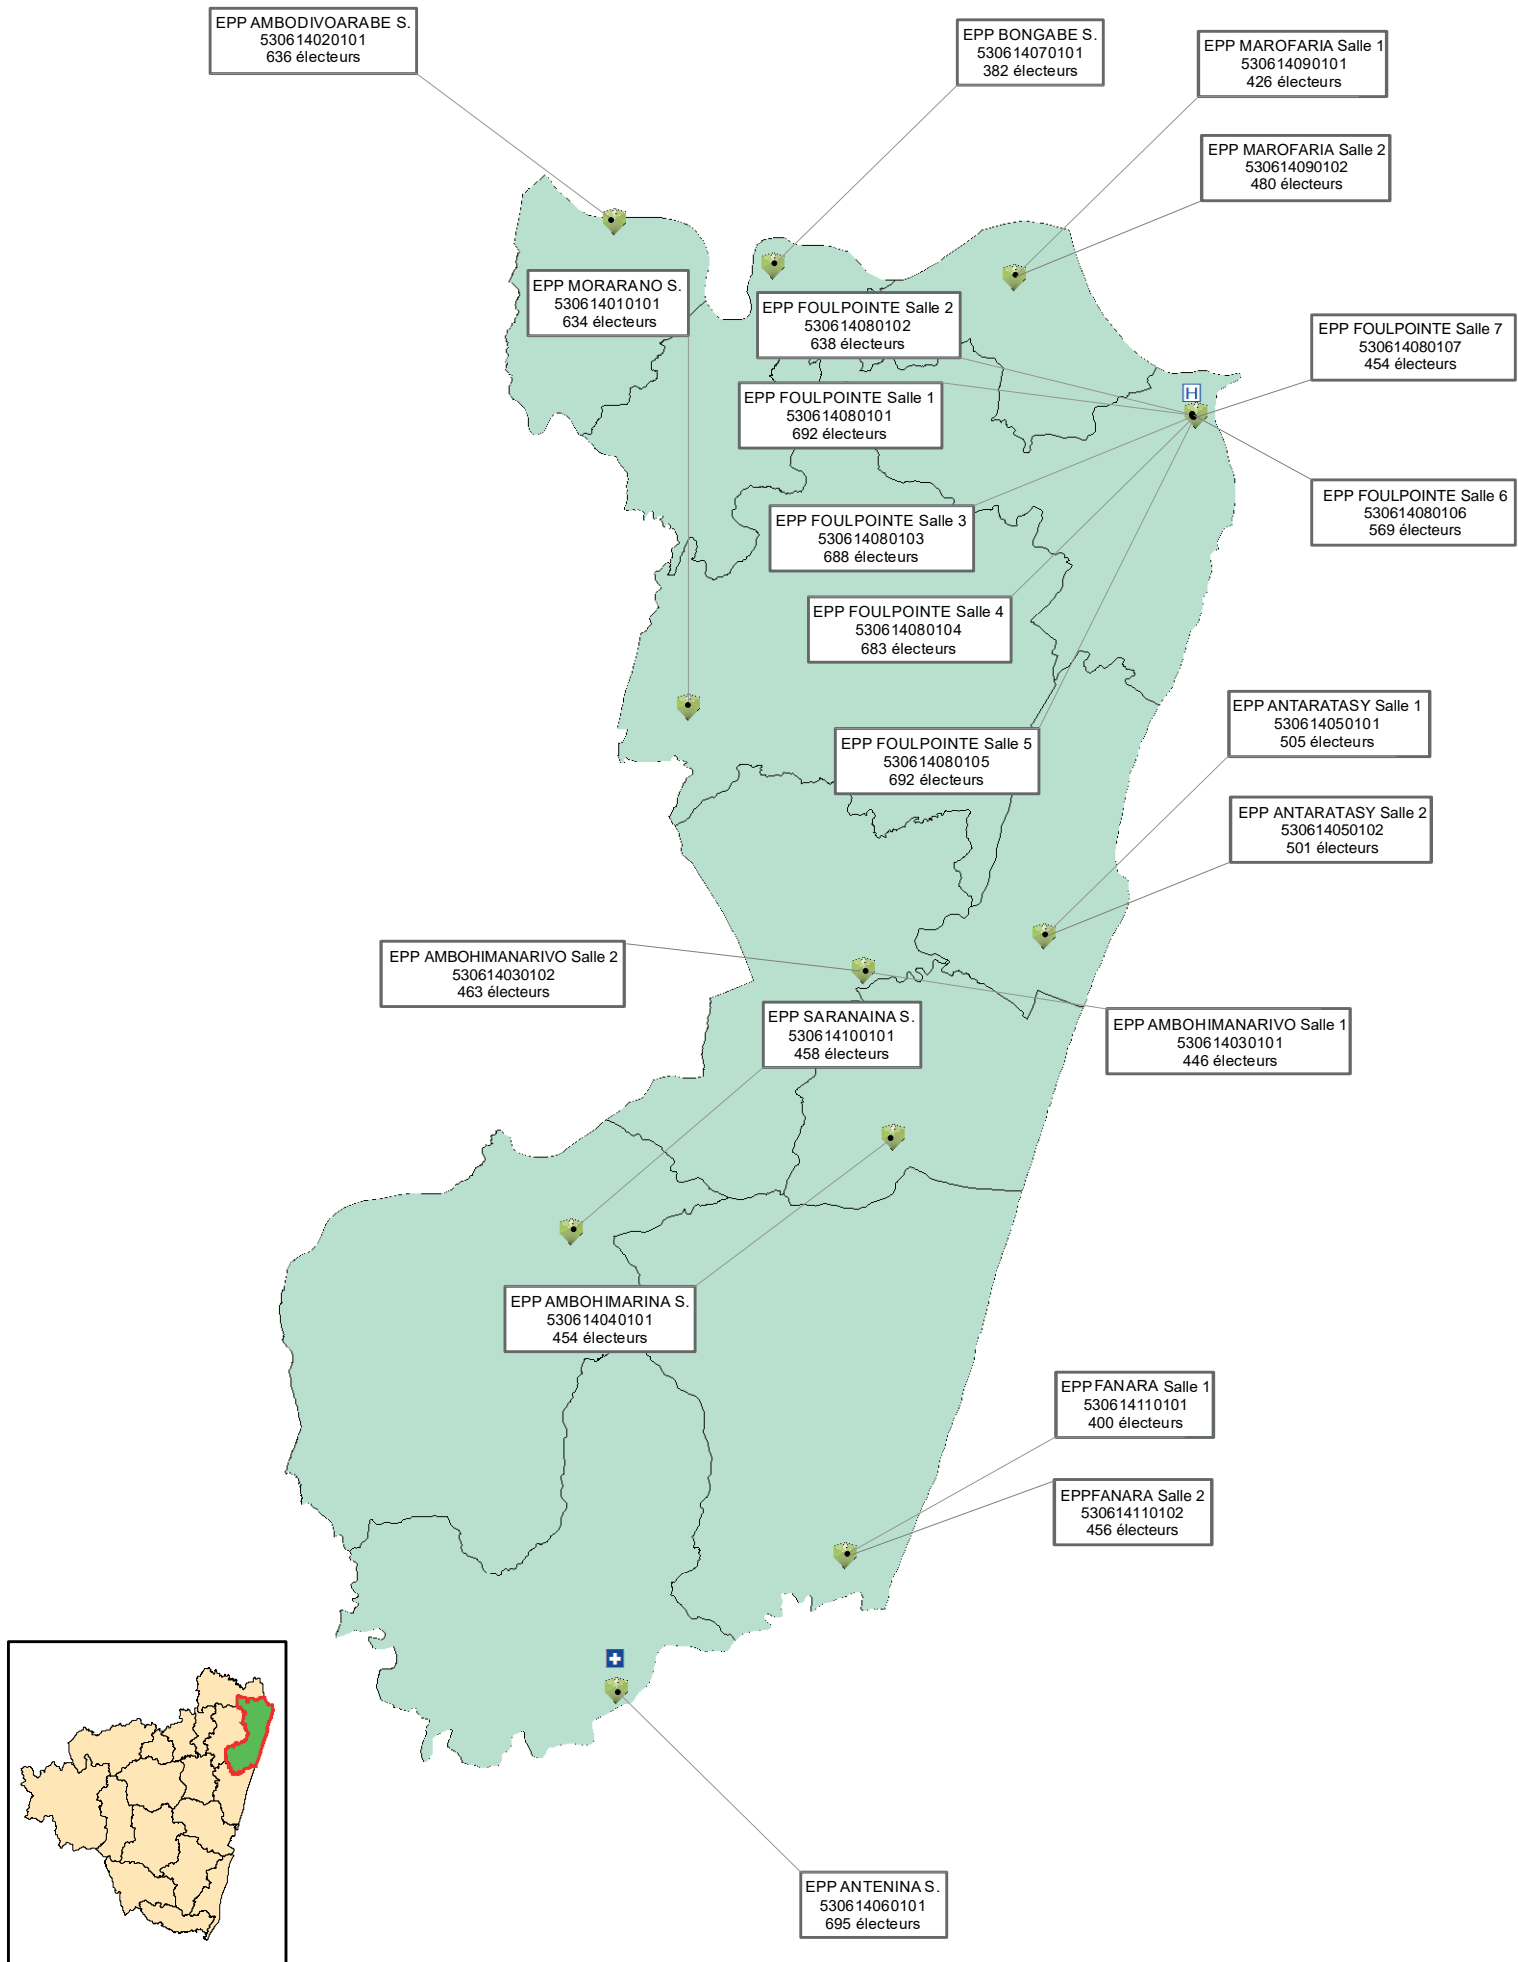 EPP AMBODIVOARABE S.
530614020101
636 électeurs
EPP BONGABE S.
530614070101
382 électeurs
EPP MAROFARIA Salle 1
530614090101
426 électeurs
EPP MAROFARIA Salle 2
530614090102
480 électeurs
EPP MORARANO S.
530614010101
634 électeurs
EPP FOULPOINTE Salle 2
530614080102
638 électeurs
EPP FOULPOINTE Salle 7
530614080107
454 électeurs
H
EPP FOULPOINTE Salle 1
530614080101
692 électeurs
EPP FOULPOINTE Salle 6
530614080106
569 électeurs
EPP FOULPOINTE Salle 3
530614080103
688 électeurs
EPP FOULPOINTE Salle 4
530614080104
683 électeurs
EPP ANTARATASY Salle 1
530614050101
505 électeurs
EPP FOULPOINTE Salle 5
530614080105
692 électeurs
EPP ANTARATASY Salle 2
530614050102
501 électeurs
EPP AMBOHIMANARIVO Salle 2
530614030102
463 électeurs
EPP SARANAINA S.
530614100101
458 électeurs
EPP AMBOHIMANARIVO Salle 1
530614030101
446 électeurs
EPP AMBOHIMARINA S.
530614040101
454 électeurs
EPP FANARA Salle 1
530614110101
400 électeurs
EPPFANARA Salle 2
530614110102
456 électeurs
EPP ANTENINA S.
530614060101
695 électeurs